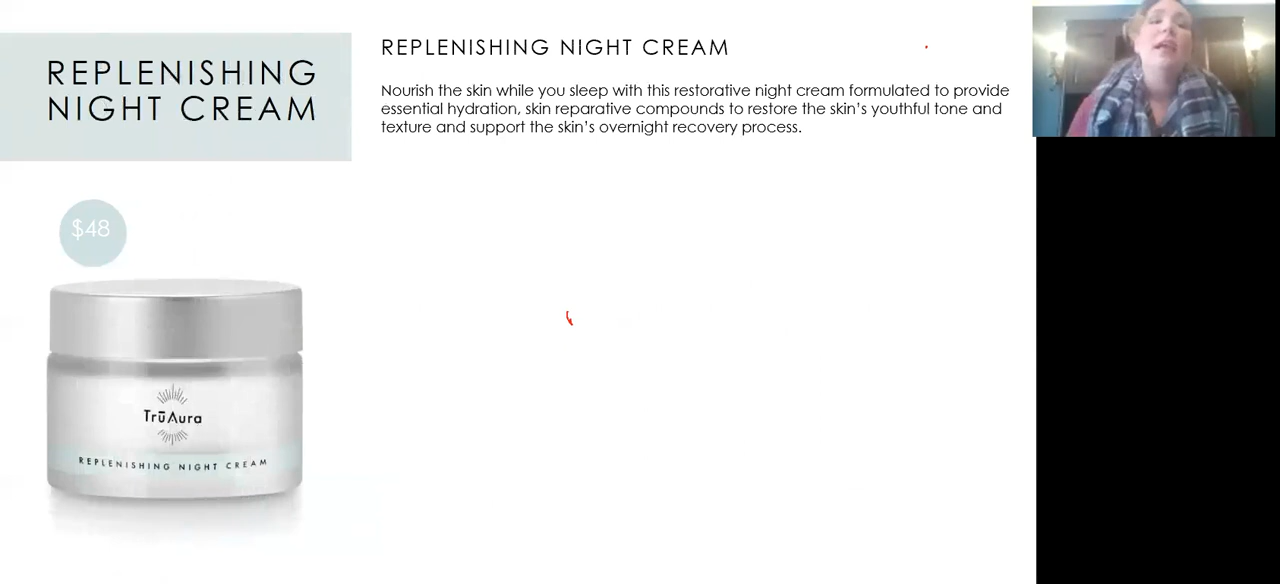 REPLENISHING
NIGHT CREAM
$48
TrūAura
REPLENISHING NIGHT CREAM
REPLENISHING NIGHT CREAM
Nourish the skin while you sleep with this restorative night cream formulated to provide
essential hydration, skin reparative compounds to restore the skin’s youthful tone and
texture and support the skin’s overnight recovery process.